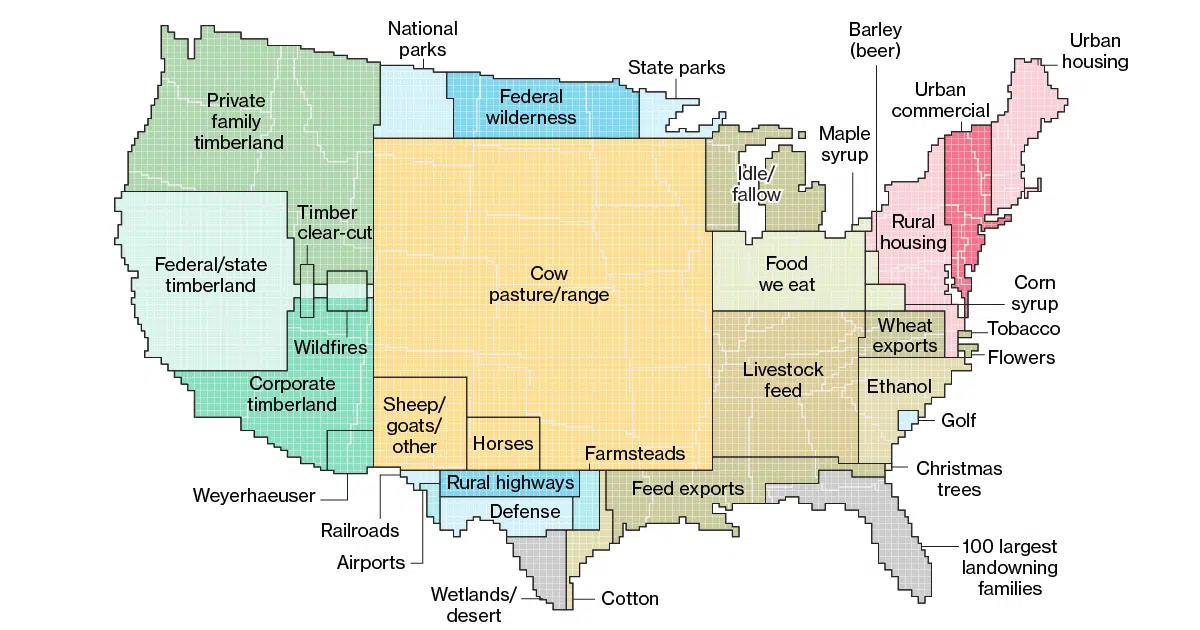 National
parks
Barley
(beer)
Urban
housing
State parks
Urban
commercial
Private
family
timberland
Federal
wilderness
Maple
syrup
Idle/
fallow
Timber
clear-cut
Rural
housing
Federal/state
timberland
Cow
pasture/range
Food
we eat
Corn
syrup
Wildfires
Wheat
exports
Tobacco
Flowers
Corporate
timberland
Livestock
feed
Ethanol
Sheep/
goats/
other
Horses
Golf
Farmsteads
Weyerhaeuser
Rural highways
Feed exports
Christmas
trees
Railroads
Defense
Airports
100 largest
landowning
families
Wetlands/
desert
Cotton